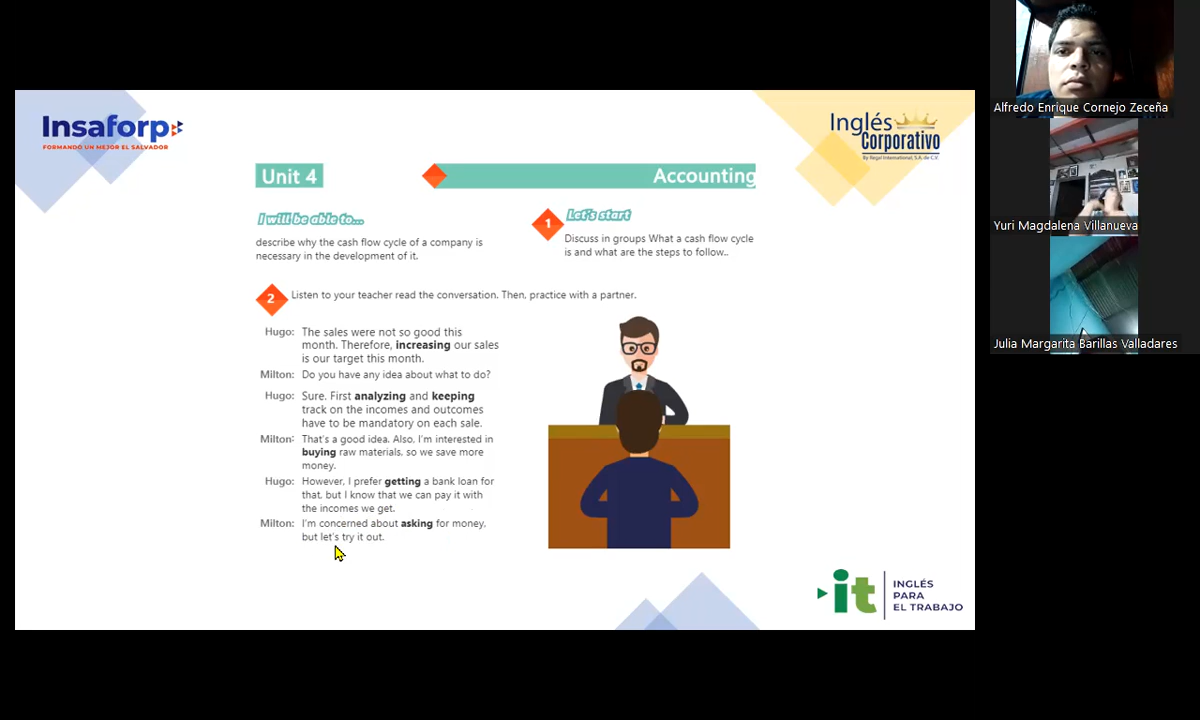 Insaforp
FORMANDO UN MEJOR EL SALVADOR
Inglés
Corporativo
By Regal International, S.A. de C.V.
Unit 4
Accounting
I will be able to...
describe why the cash flow cycle of a company is
necessary in the development of it.
1
Let's start
Discuss in groups What a cash flow cycle
is and what are the steps to follow..
2
Listen to your teacher read the conversation. Then, practice with a partner.
Hugo: The sales were not so good this
month. Therefore, increasing our sales
is our target this month.
Milton: Do you have any idea about what to do?
Hugo: Sure. First analyzing and keeping
track on the incomes and outcomes
have to be mandatory on each sale.
Milton: That's a good idea. Also, I'm interested in
buying raw materials, so we save more
money.
Hugo: However, I prefer getting a bank loan for
that, but I know that we can pay it with
the incomes we get.
Milton: I'm concerned about asking for money,
but let's try it out.
it
INGLÉS
PARA
EL TRABAJO
Alfredo Enrique Cornejo Zeceña
Yuri Magdalena Villanueva
Julia Margarita Barillas Valladares